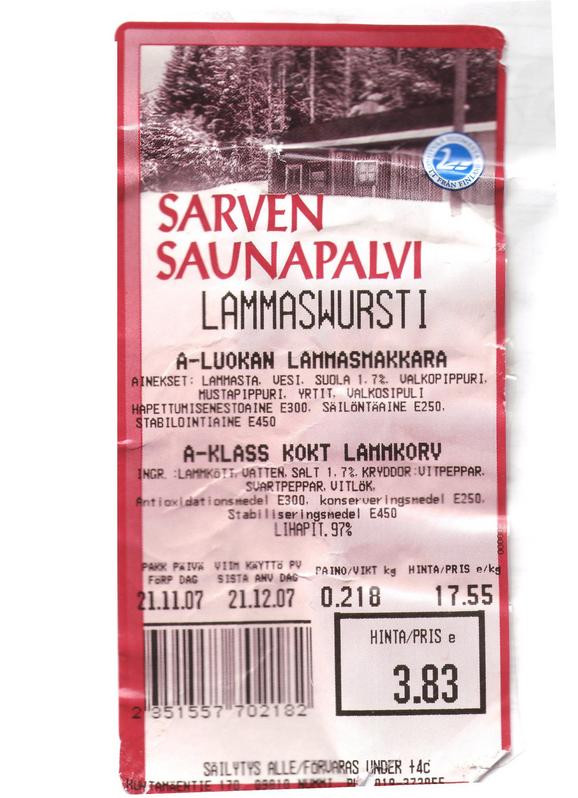 SARVEN
SAUNAPALVI
LAMMASWURSTI
A-LUOKAN LAMMASMAKKARA
AINEKSET: LAMMASTA, VESI, SUOLA 1.7%, VALKOPIPPURI,
MUSTAPIPPURI, YRTIT, VALKOSIPULI
HAPETTUMISENESTOAINE E300, SÄILÖNTÄAINE E250,
STABILOINTIAINE E450
A-KLASS KOKT LAMMKORV
INGR. :LAMMKÖTT, VATTEN, SALT 1.7%, KRYDDOR:VITPEPPAR,
SVARTPEPPAR, VITLÖK,
Antioxidationsmedel E300, konserveringsmedel E250,
Stabiliseringsmedel E450
LIHAPIT. 97%
PAKK PÄIVÄ VIIM KÄYTTÖ PV PAINO/VIKT kg HINTA/PRIS e/kg
FÖRP DAG SISTA ANV DAG
21.11.07 21.12.07 0.218 17.55
HINTA/PRIS e
3.83
2 351557 702182
SÄILYTYS ALLE/FÖRVARAS UNDER +4c